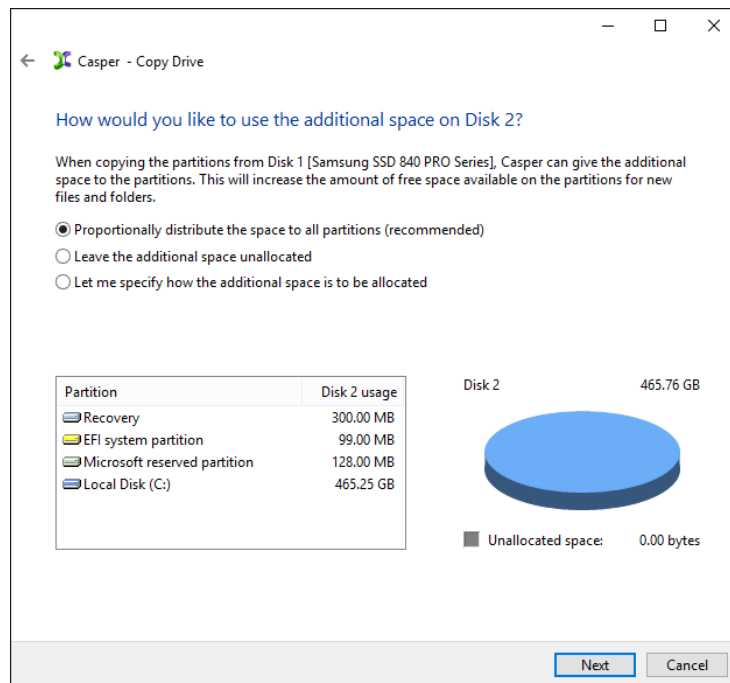 Casper - Copy Drive
How would you like to use the additional space on Disk 2?
When copying the partitions from Disk 1 [Samsung SSD 840 PRO Series], Casper can give the additional
space to the partitions. This will increase the amount of free space available on the partitions for new
files and folders.
Proportionally distribute the space to all partitions (recommended)
Leave the additional space unallocated
Let me specify how the additional space is to be allocated
Partition Disk 2 usage
Recovery 300.00 MB
EFI system partition 99.00 MB
Microsoft reserved partition 128.00 MB
Local Disk (C:) 465.25 GB
Disk 2 465.76 GB
Unallocated space: 0.00 bytes
Next Cancel